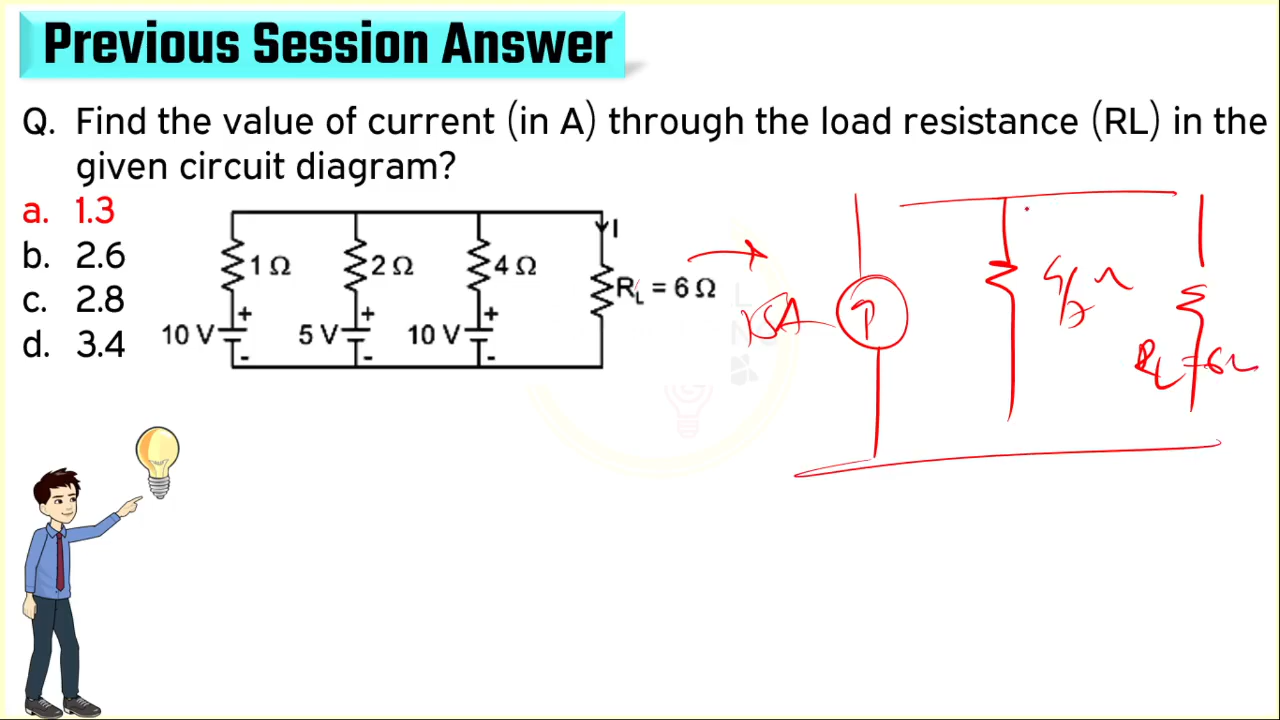 Previous Session Answer
Q. Find the value of current (in A) through the load resistance (RL) in the
given circuit diagram?
a. 1.3
b. 2.6
c. 2.8
d. 3.4
I
1 Ω
2 Ω
4 Ω
RL = 6 Ω
+
+
+
10 V
5 V
10 V
-
-
-
15A
4/7 Ω
RL = 6Ω